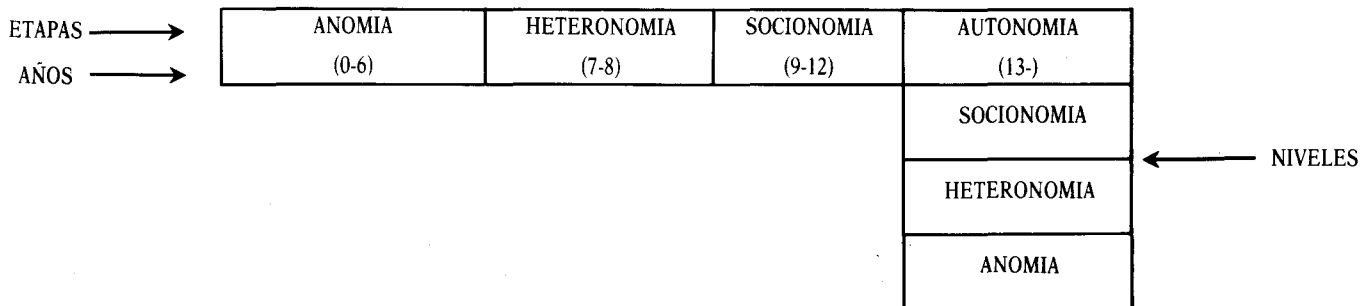 ETAPAS
ANOMIA
HETERONOMIA
SOCIONOMIA
AUTONOMIA
AÑOS
(0-6)
(7-8)
(9-12)
(13-)
SOCIONOMIA
NIVELES
HETERONOMIA
ANOMIA